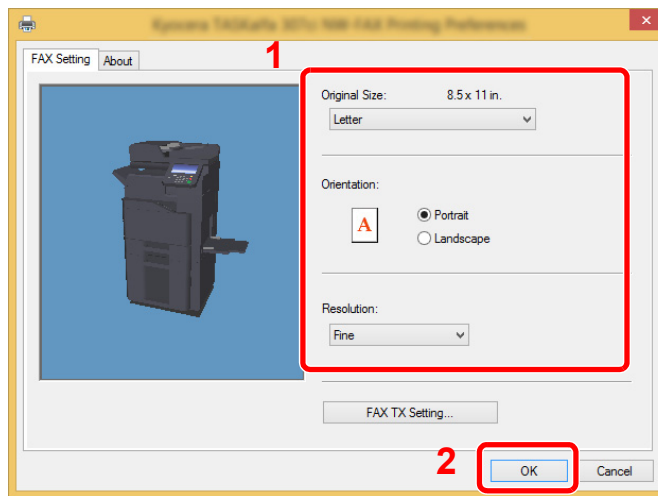 FAX Setting
About
1
Original Size: 8.5 x 11 in.
Letter
Orientation:
A
Portrait
Landscape
Resolution:
Fine
FAX TX Setting...
2
OK
Cancel